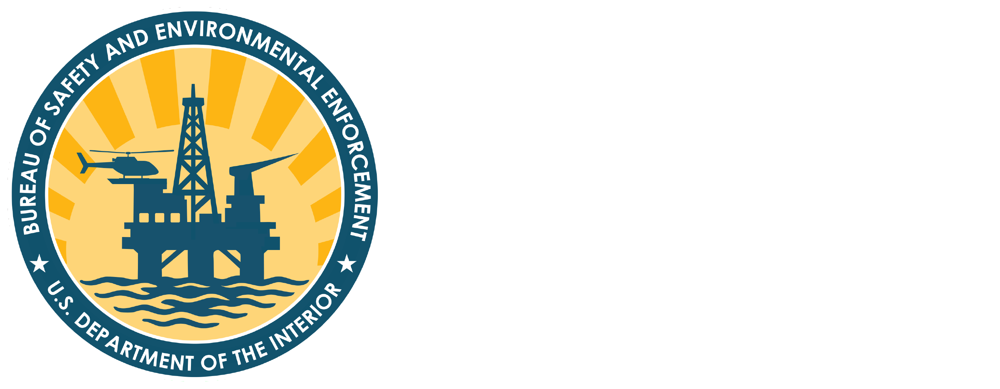 BUREAU OF SAFETY AND ENVIRONMENTAL ENFORCEMENT
U.S. DEPARTMENT OF THE INTERIOR